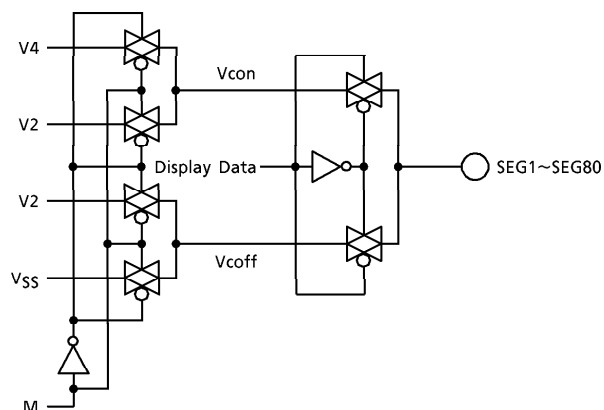 V4
Vcon
V2
Display Data
SEG1~SEG80
V2
Vcoff
VSS
M